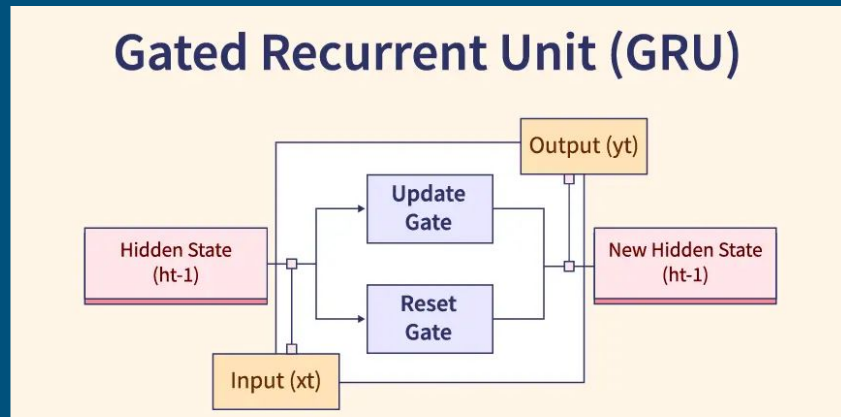 Gated Recurrent Unit (GRU)
Output (yt)
Update
Gate
Hidden State
(ht-1)
New Hidden State
(ht-1)
Reset
Gate
Input (xt)